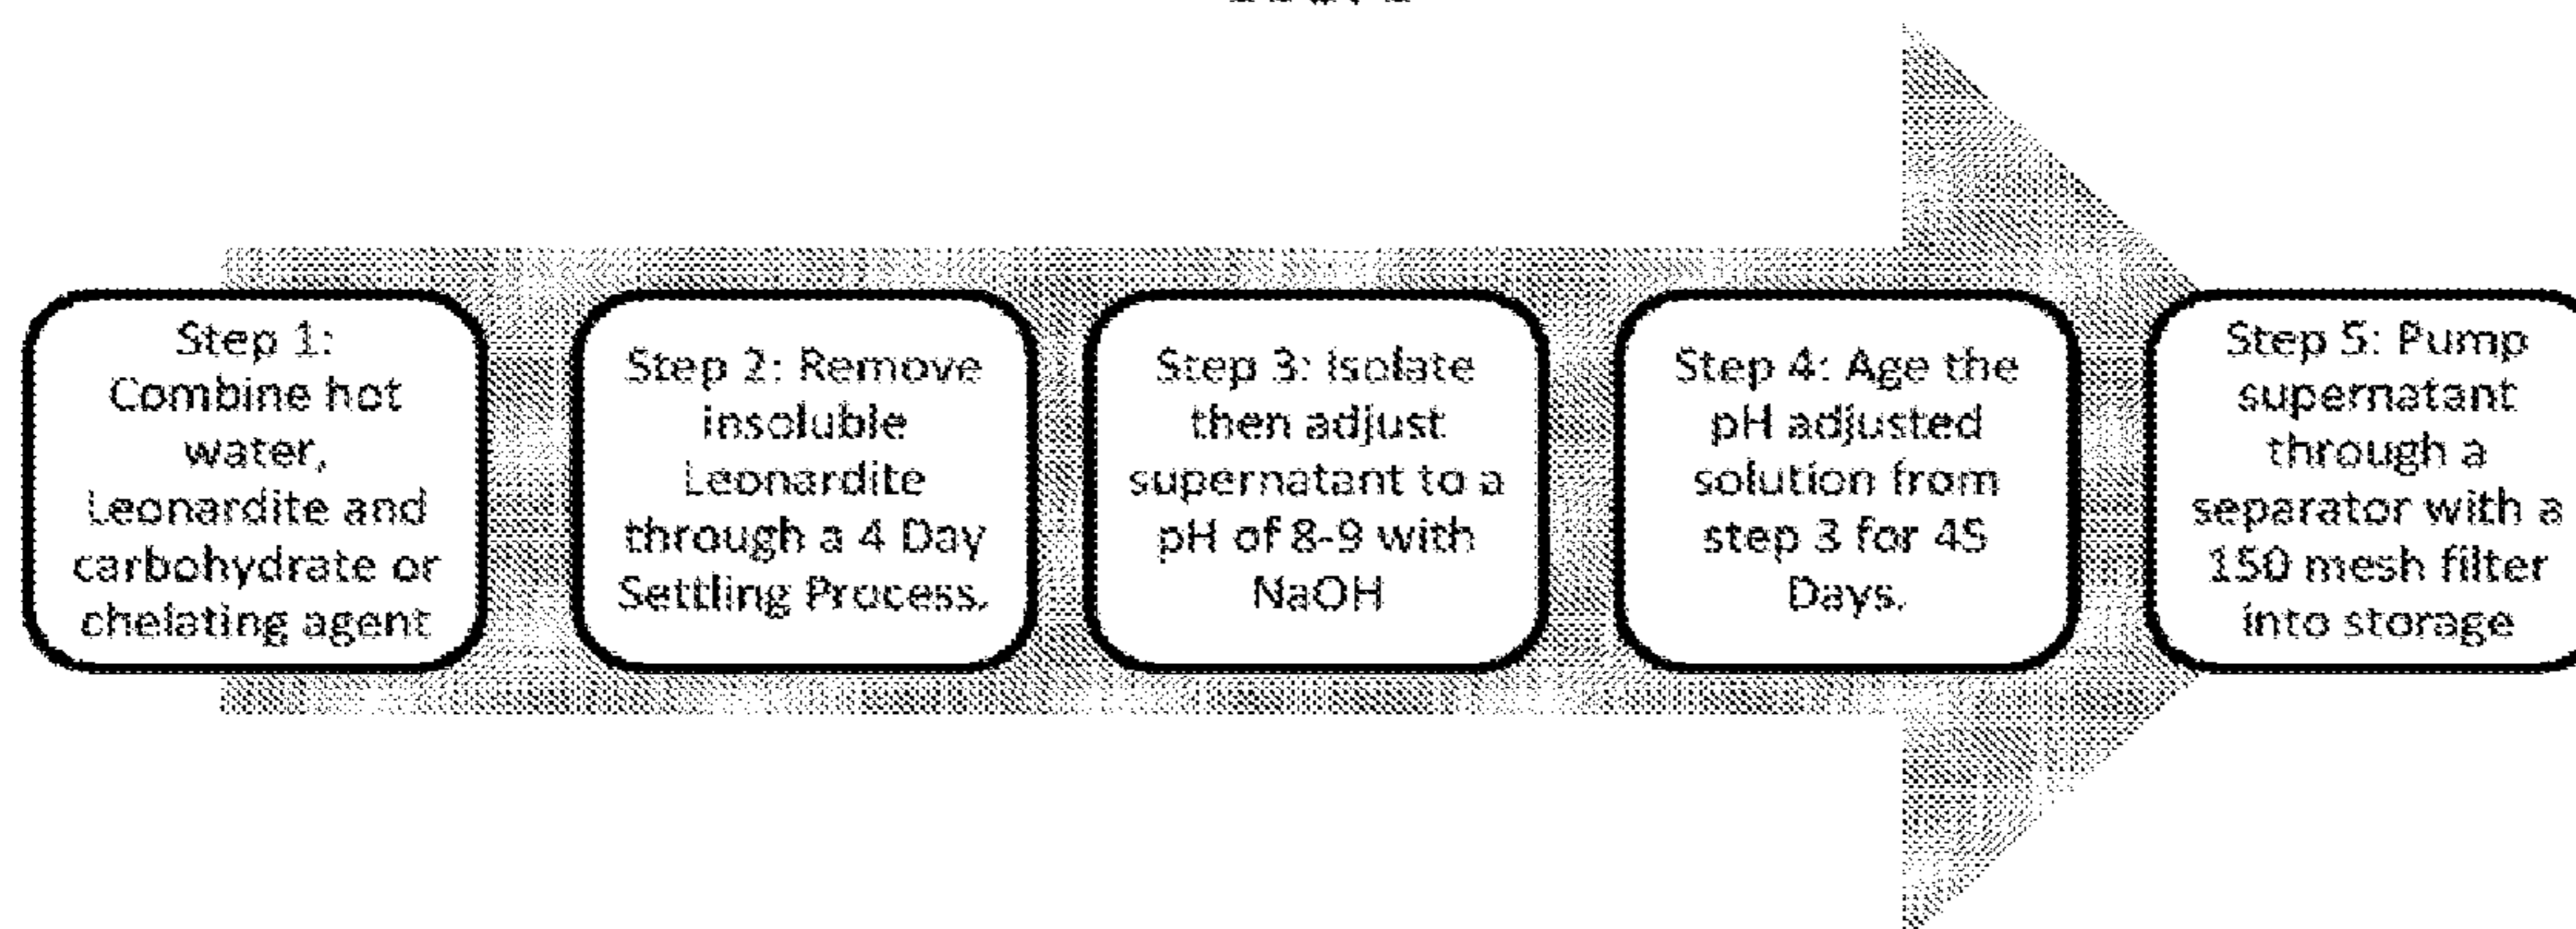 Step 1:
Combine hot
water,
Leonardite and
carbohydrate or
chelating agent
Step 2: Remove
insoluble
Leonardite
through a 4 Day
Settling Process.
Step 3: Isolate
then adjust
supernatant to a
pH of 8-9 with
NaOH
Step 4: Age the
pH adjusted
solution from
step 3 for 45
Days.
Step 5: Pump
supernatant
through a
separator with a
150 mesh filter
into storage